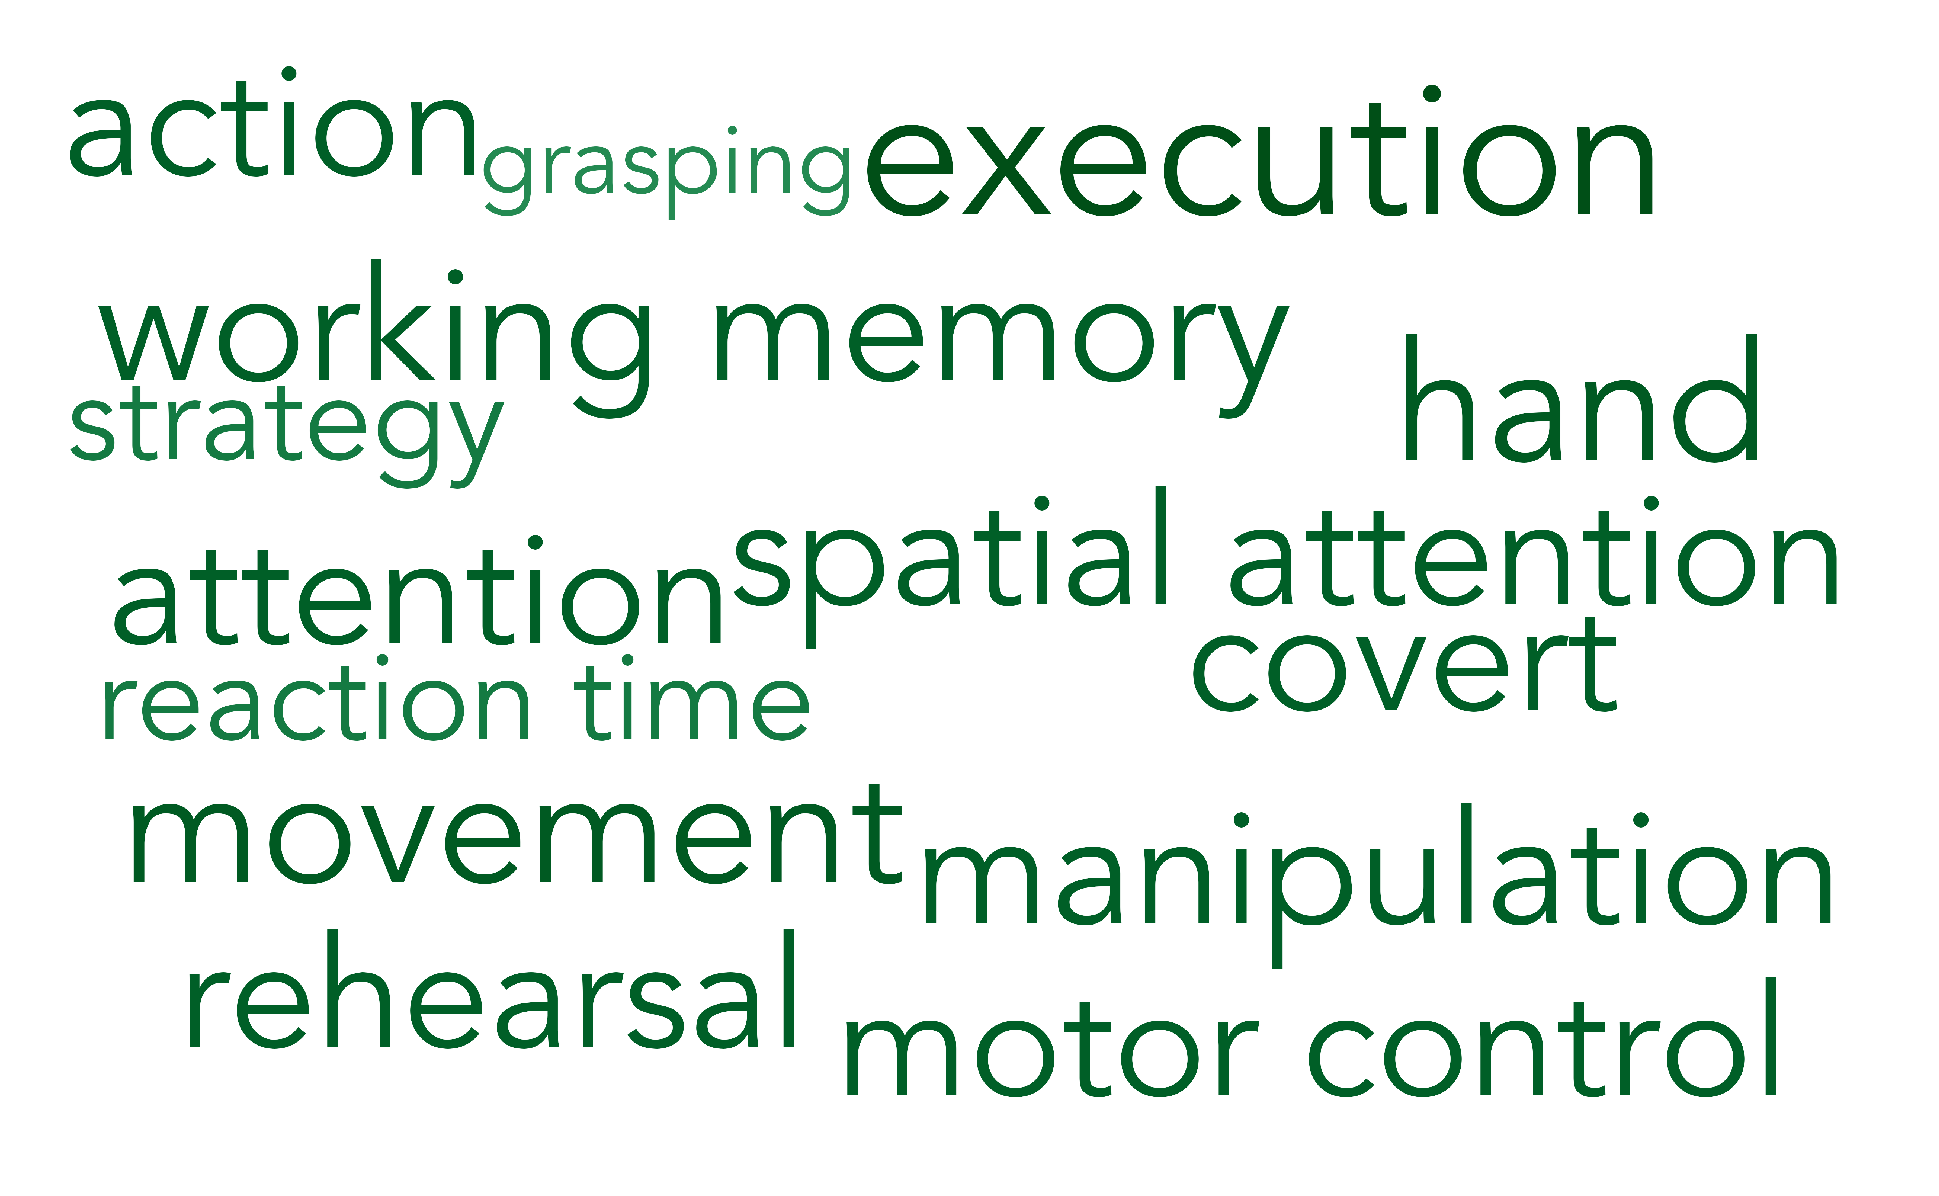 action grasping execution
working memory
hand
strategy
attention spatial attention
covert
reaction time
movement manipulation
rehearsal motor control